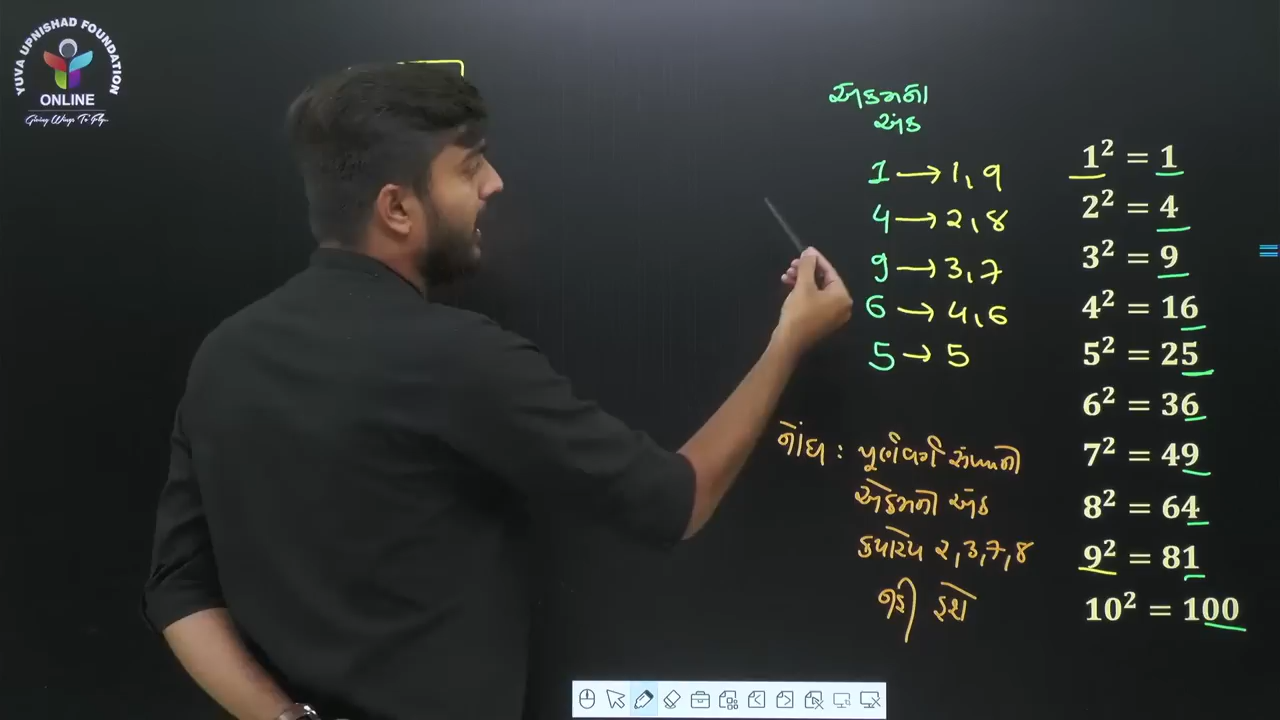 YUVA UPNISHAD FOUNDATION
ONLINE
Giving Wings To Fly..
એકમનો
અંક
1 → 1, 9
4 → 2, 8
9 → 3, 7
6 → 4, 6
5 → 5
નોંધ : પૂર્ણવર્ગ સંખ્યાનો
એકમનો અંક
ક્યારેય 2, 3, 7, 8
નહીં હશે
1² = 1
2² = 4
3² = 9
4² = 16
5² = 25
6² = 36
7² = 49
8² = 64
9² = 81
10² = 100